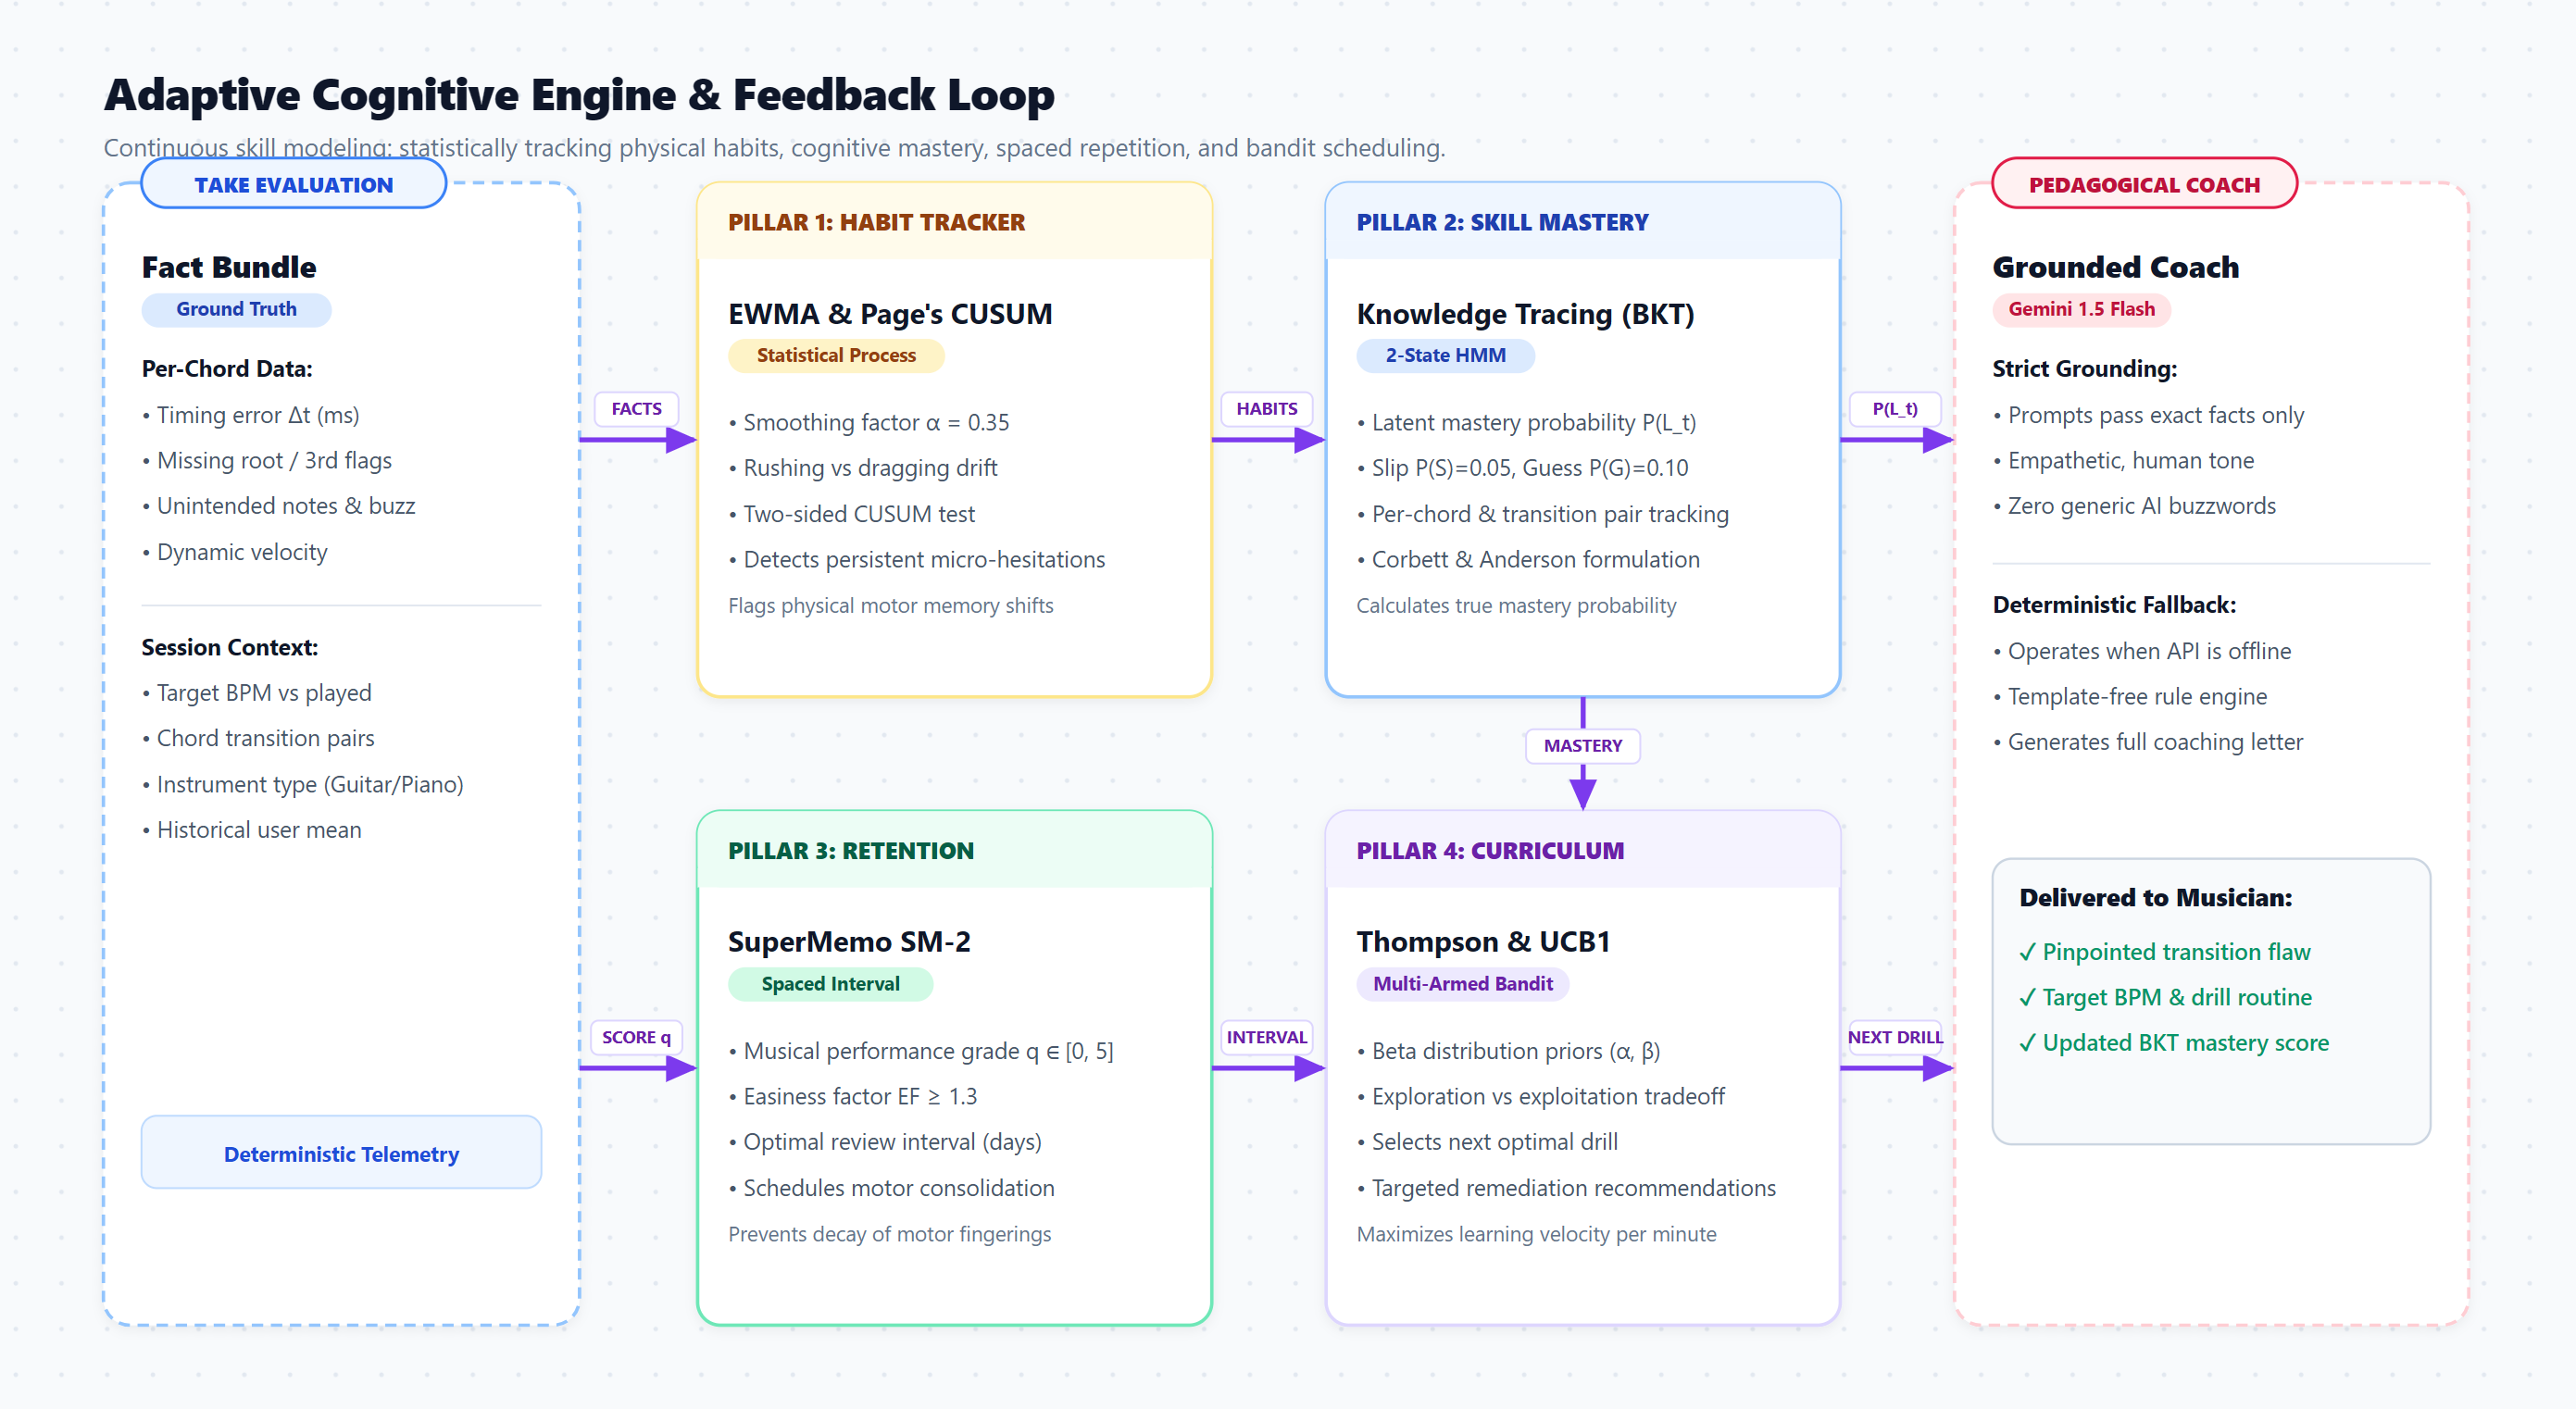 Adaptive Cognitive Engine & Feedback Loop
Continuous skill modeling: statistically tracking physical habits, cognitive mastery, spaced repetition, and bandit scheduling.
TAKE EVALUATION
Fact Bundle
Ground Truth
Per-Chord Data:
• Timing error Δt (ms)
• Missing root / 3rd flags
• Unintended notes & buzz
• Dynamic velocity
Session Context:
• Target BPM vs played
• Chord transition pairs
• Instrument type (Guitar/Piano)
• Historical user mean
Deterministic Telemetry
FACTS
SCORE q
PILLAR 1: HABIT TRACKER
EWMA & Page's CUSUM
Statistical Process
• Smoothing factor α = 0.35
• Rushing vs dragging drift
• Two-sided CUSUM test
• Detects persistent micro-hesitations
Flags physical motor memory shifts
HABITS
PILLAR 2: SKILL MASTERY
Knowledge Tracing (BKT)
2-State HMM
• Latent mastery probability P(L_t)
• Slip P(S)=0.05, Guess P(G)=0.10
• Per-chord & transition pair tracking
• Corbett & Anderson formulation
Calculates true mastery probability
P(L_t)
MASTERY
PILLAR 3: RETENTION
SuperMemo SM-2
Spaced Interval
• Musical performance grade q ∈ [0, 5]
• Easiness factor EF ≥ 1.3
• Optimal review interval (days)
• Schedules motor consolidation
Prevents decay of motor fingerings
INTERVAL
PILLAR 4: CURRICULUM
Thompson & UCB1
Multi-Armed Bandit
• Beta distribution priors (α, β)
• Exploration vs exploitation tradeoff
• Selects next optimal drill
• Targeted remediation recommendations
Maximizes learning velocity per minute
NEXT DRILL
PEDAGOGICAL COACH
Grounded Coach
Gemini 1.5 Flash
Strict Grounding:
• Prompts pass exact facts only
• Empathetic, human tone
• Zero generic AI buzzwords
Deterministic Fallback:
• Operates when API is offline
• Template-free rule engine
• Generates full coaching letter
Delivered to Musician:
✓ Pinpointed transition flaw
✓ Target BPM & drill routine
✓ Updated BKT mastery score